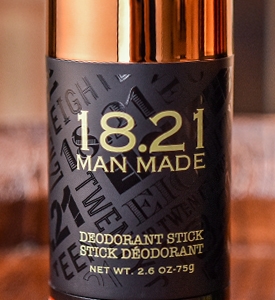 18.21
MAN MADE
DEODORANT STICK
STICK DÉODORANT
NET WT. 2.6 OZ-75g